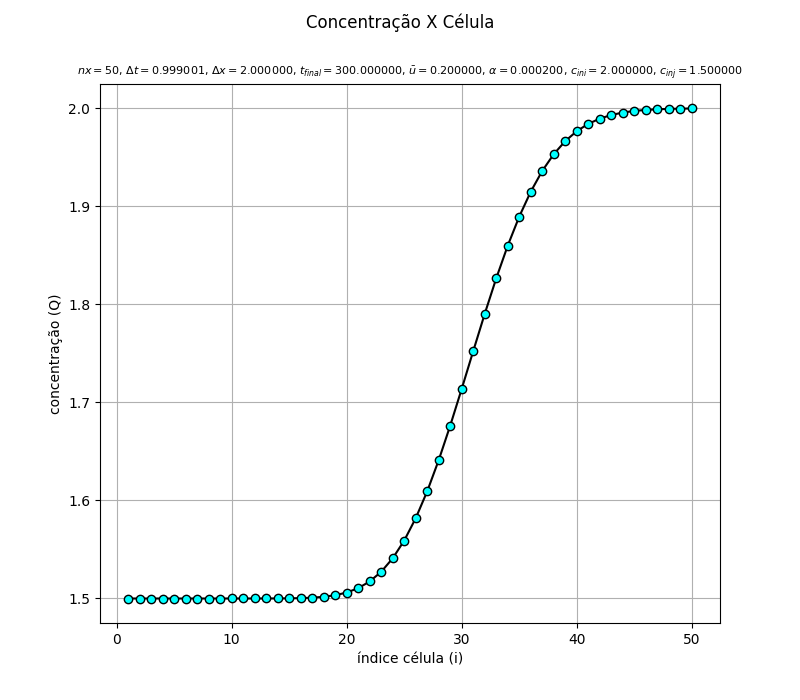 Concentração X Célula
nx = 50, Δt = 0.999001, Δx = 2.000000, t_final = 300.000000, ū = 0.200000, α = 0.000200, c_ini = 2.000000, c_inj = 1.500000
2.0
1.9
1.8
1.7
1.6
1.5
concentração (Q)
0 10 20 30 40 50
índice célula (i)